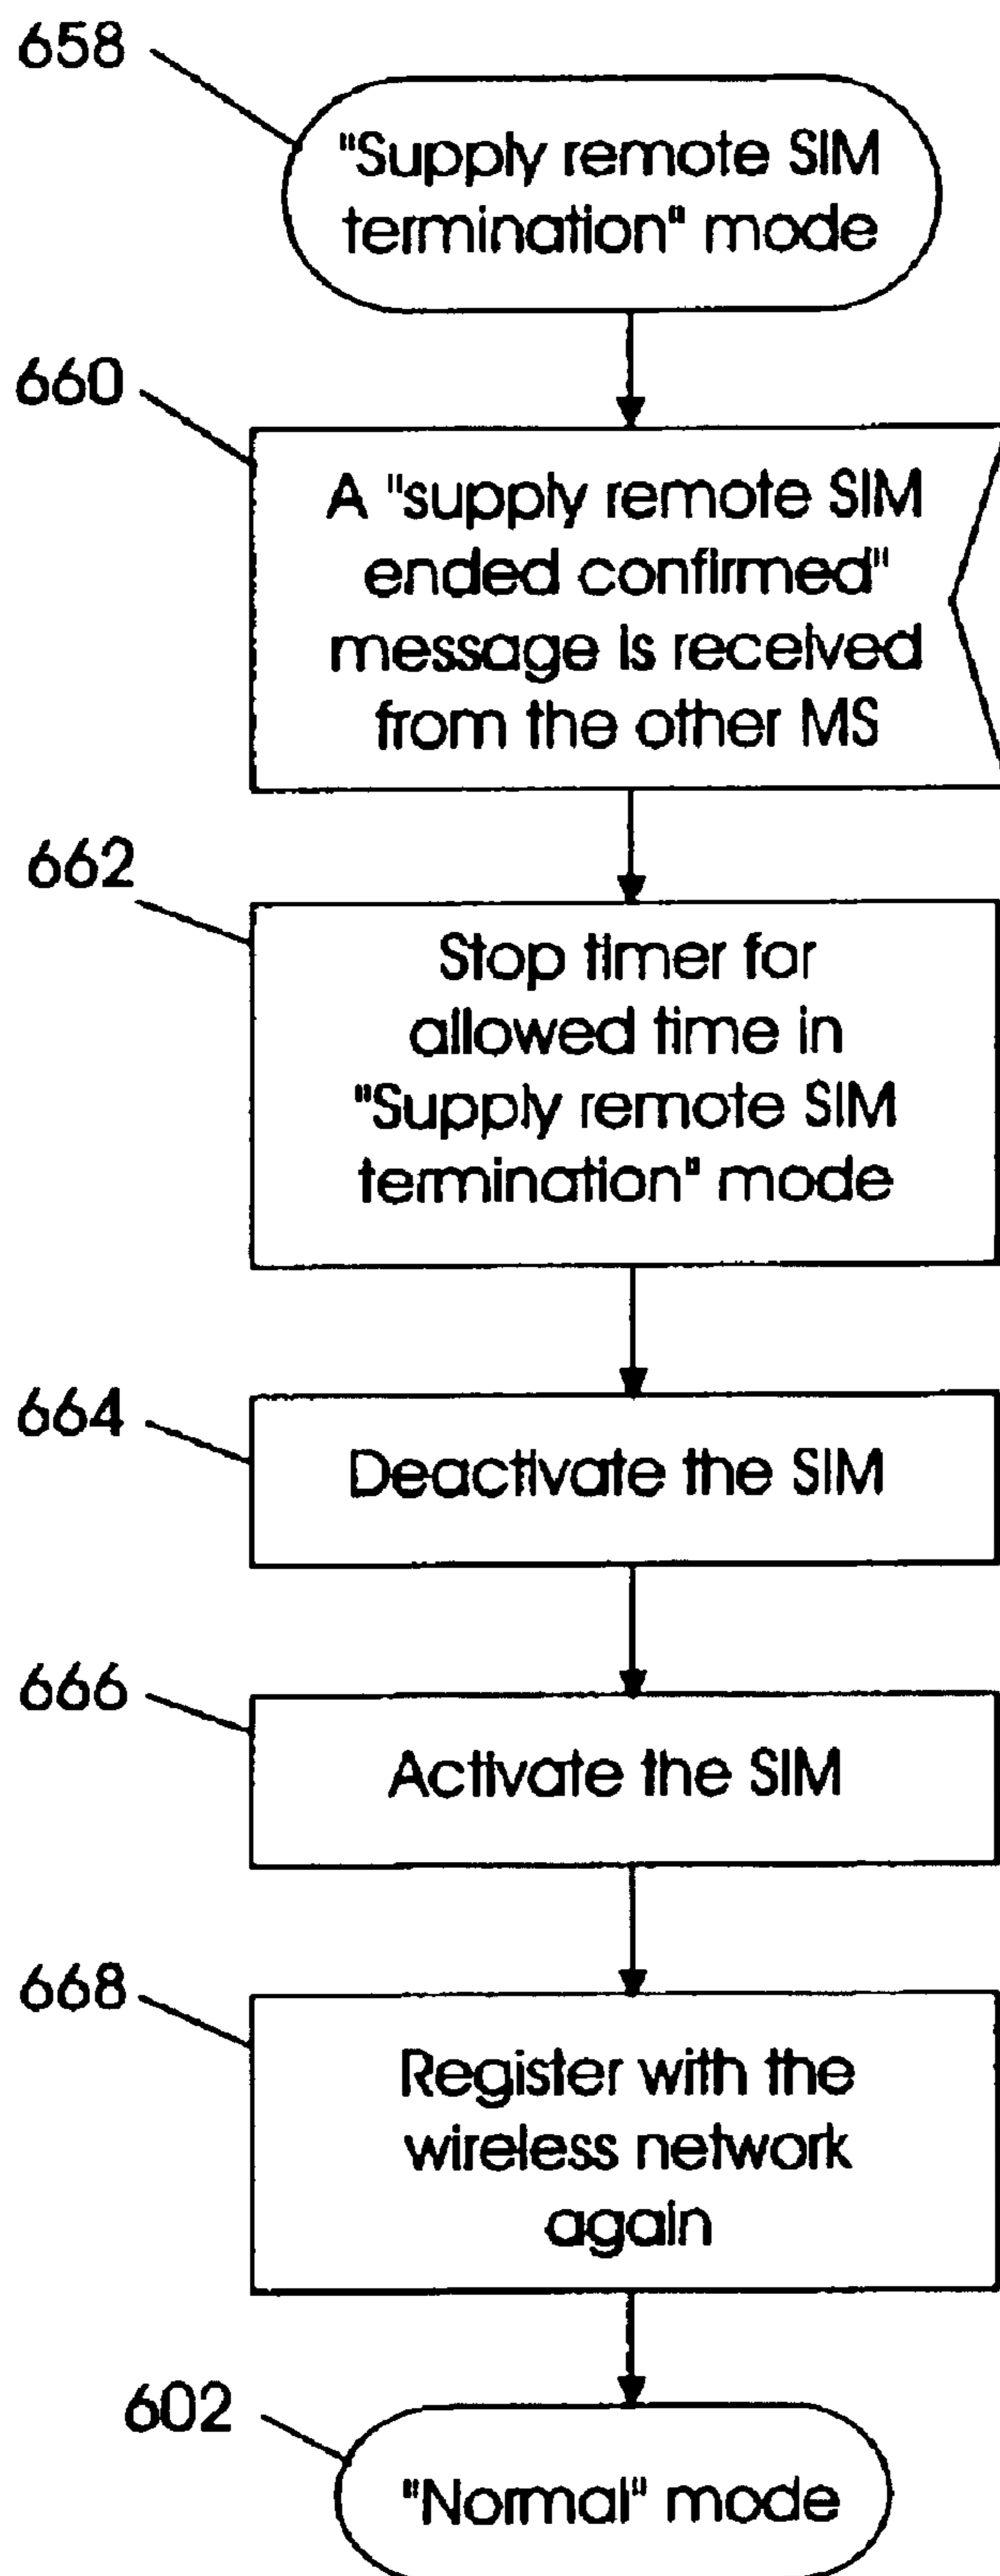 658
"Supply remote SIM
termination" mode
660
A "supply remote SIM
ended confirmed"
message is received
from the other MS
662
Stop timer for
allowed time in
"Supply remote SIM
termination" mode
664
Deactivate the SIM
666
Activate the SIM
668
Register with the
wireless network
again
602
"Normal" mode